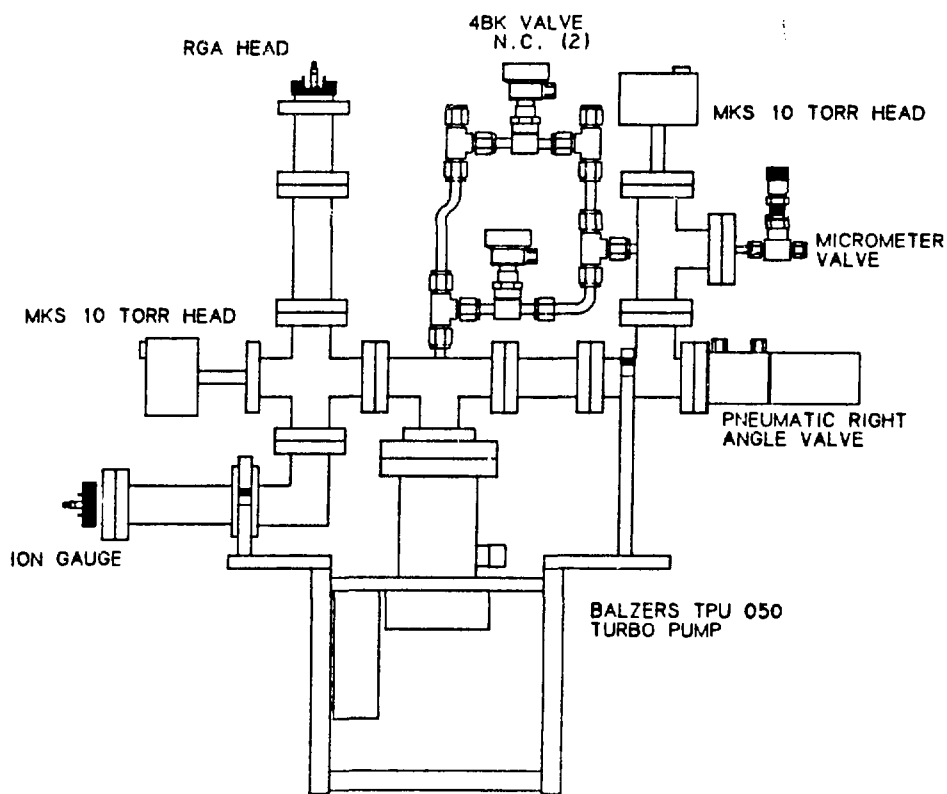 4BK VALVE
N.C. (2)
RGA HEAD
MKS 10 TORR HEAD
MICROMETER
VALVE
MKS 10 TORR HEAD
PNEUMATIC RIGHT
ANGLE VALVE
ION GAUGE
BALZERS TPU 050
TURBO PUMP